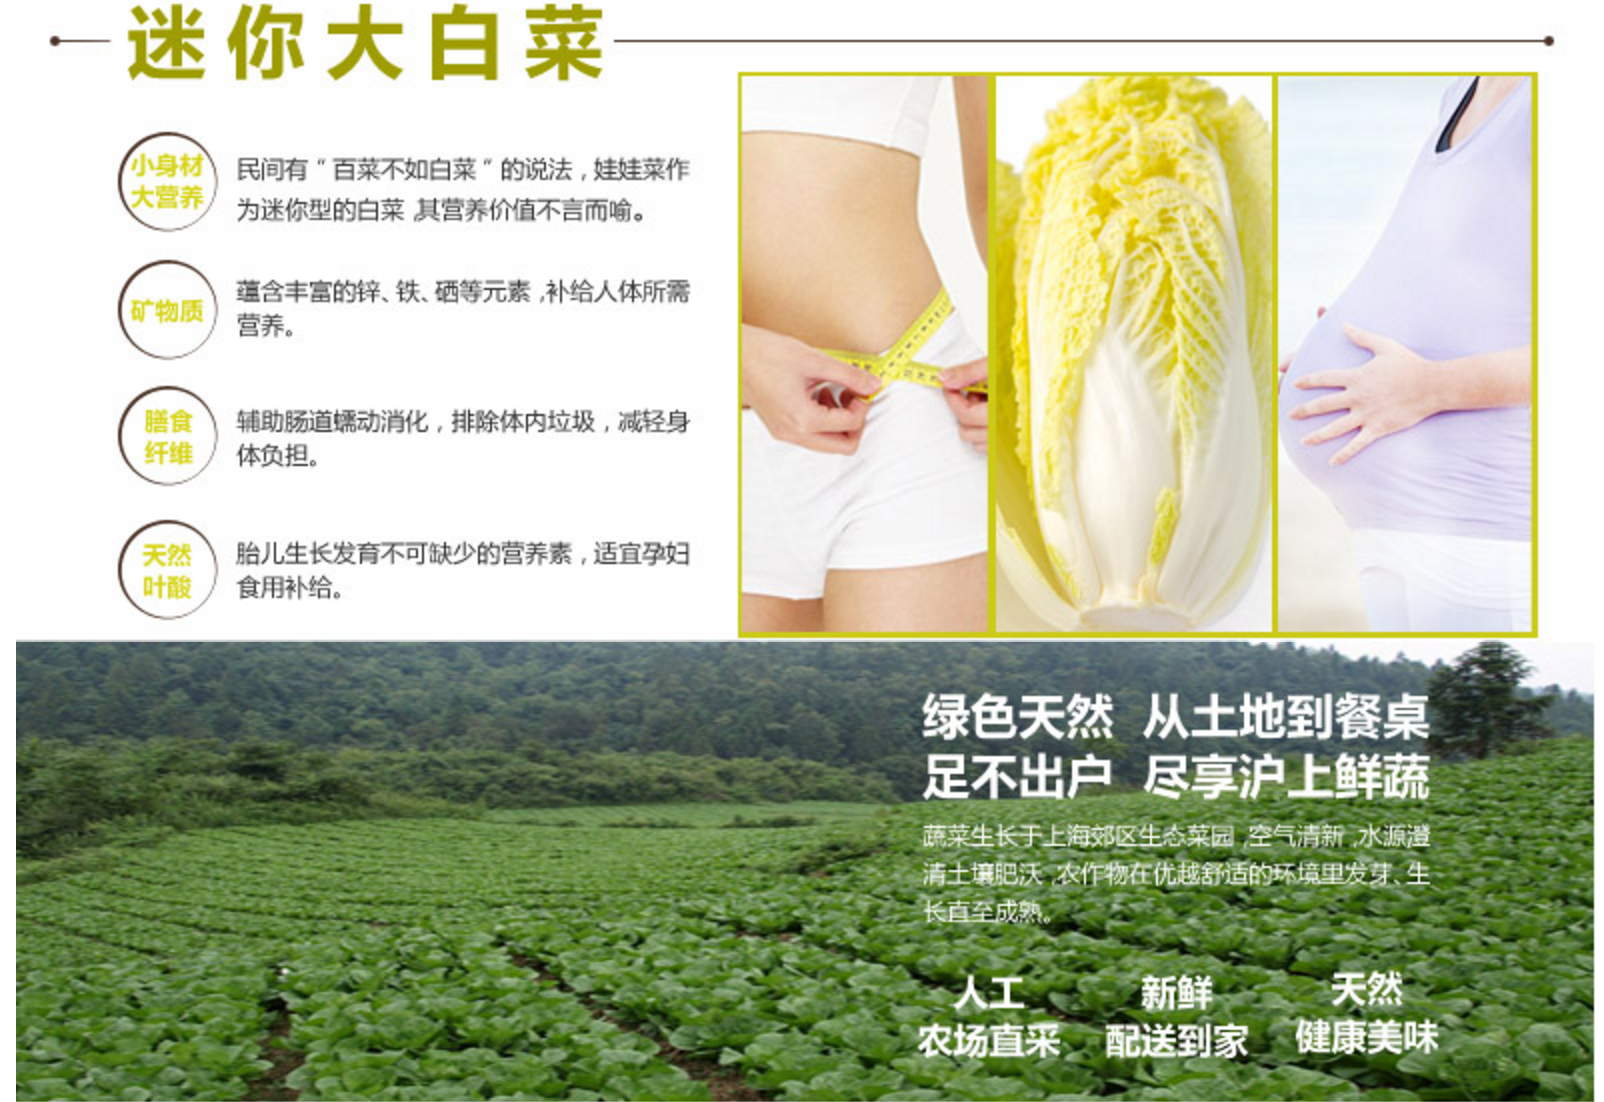 迷你大白菜
小身材
大营养
民间有“百菜不如白菜“的说法，娃娃菜作
为迷你型的白菜,其营养价值不言而喻。
矿物质
蕴含丰富的锌、铁、硒等元素,补给人体所需
营养。
膳食
纤维
辅助肠道蠕动消化，排除体内垃圾，减轻身
体负担。
天然
叶酸
胎儿生长发育不可缺少的营养素，适宜孕妇
食用补给。
绿色天然 从土地到餐桌
足不出户 尽享沪上鲜蔬
蔬菜生长于上海郊区生态菜园,空气清新,水源澄
清土壤肥沃,农作物在优越舒适的环境里发芽、生
长直至成熟。
人工
农场直采
新鲜
配送到家
天然
健康美味